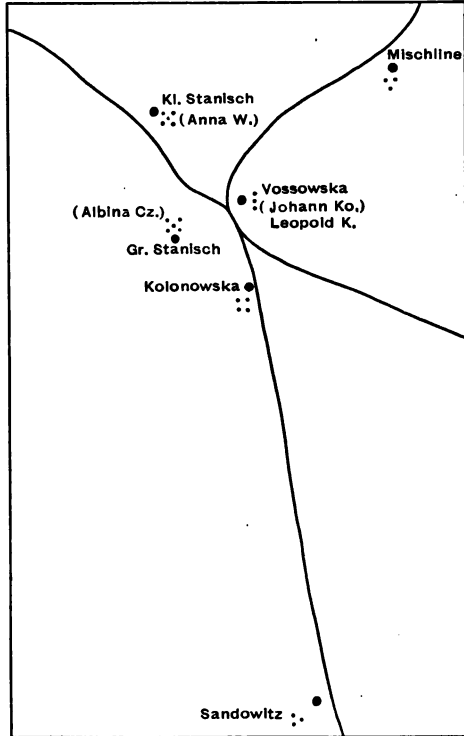 Mischline
Kl. Stanisch
(Anna W.)
Vossowska
(Johann Ko.)
Leopold K.
(Albina Cz.)
Gr. Stanisch
Kolonowska
Sandowitz